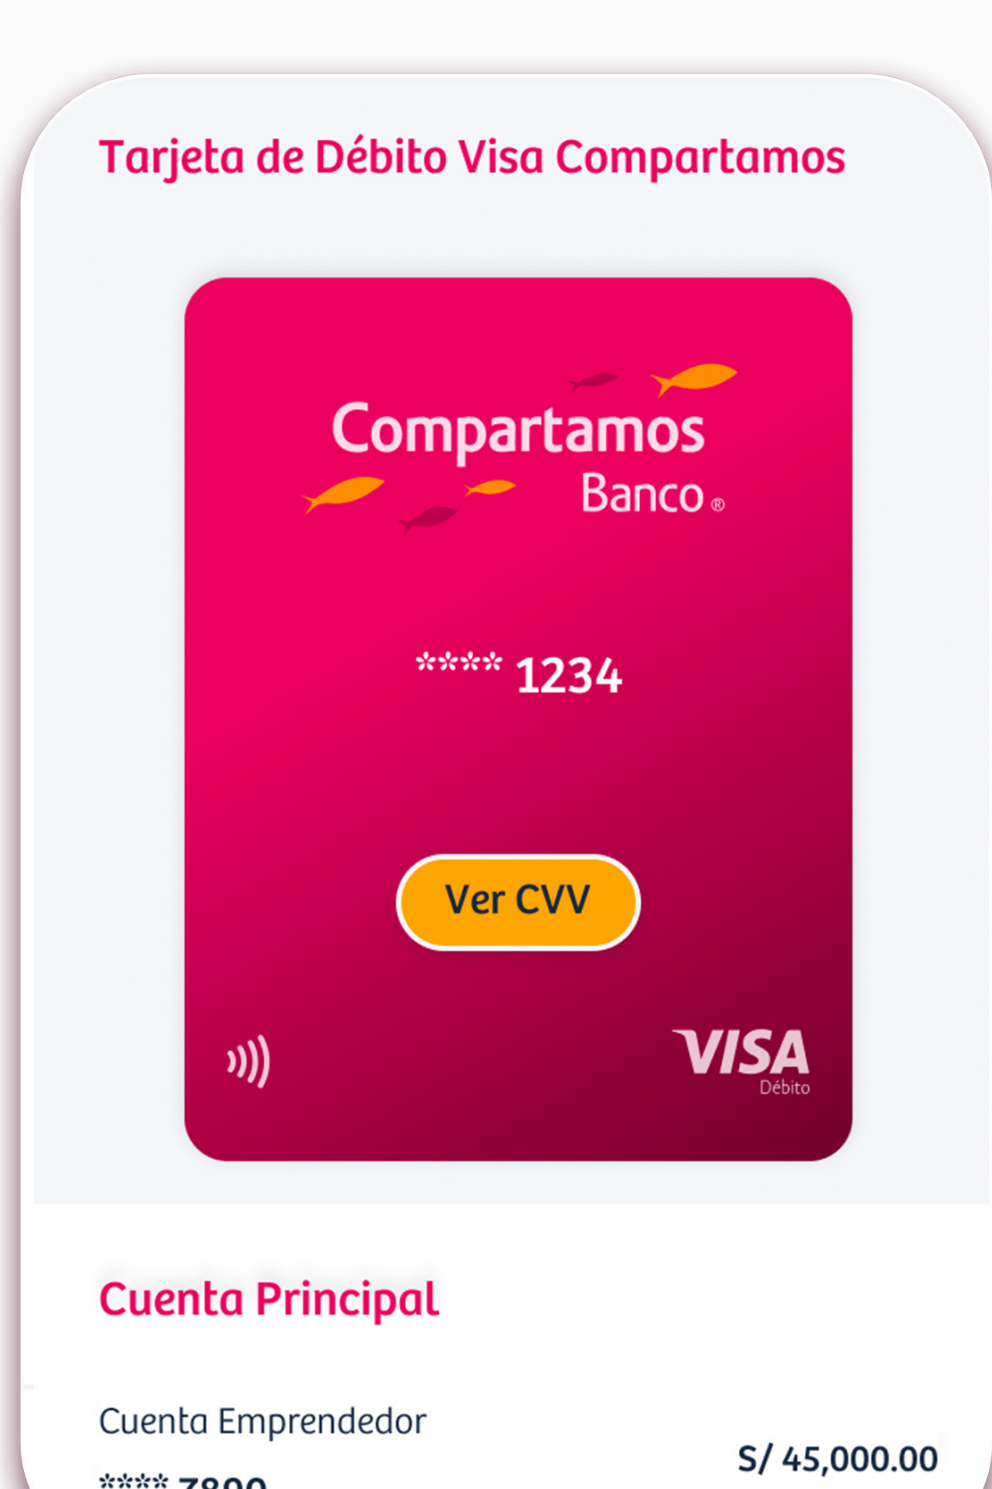 Tarjeta de Débito Visa Compartamos
Compartamos
Banco ®
**** 1234
Ver CVV
VISA
Débito
Cuenta Principal
Cuenta Emprendedor
S/ 45,000.00
**** 7890